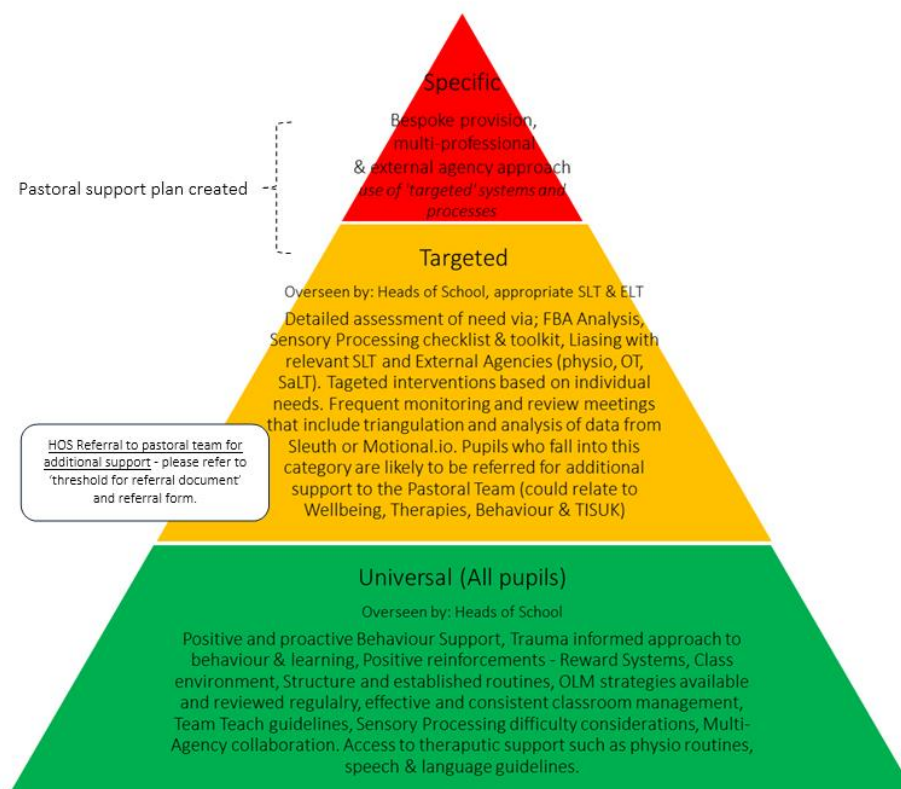 Specific
Bespoke provision,
multi-professional
& external agency approach
use of 'targeted' systems and
processes
Pastoral support plan created
Targeted
Overseen by: Heads of School, appropriate SLT & ELT
Detailed assessment of need via; FBA Analysis,
Sensory Processing checklist & toolkit, Liasing with
relevant SLT and External Agencies (physio, OT,
SaLT). Tageted interventions based on individual
needs. Frequent monitoring and review meetings
that include triangulation and analysis of data from
Sleuth or Motional.io. Pupils who fall into this
category are likely to be referred for additional
support to the Pastoral Team (could relate to
Wellbeing, Therapies, Behaviour & TISUK)
HOS Referral to pastoral team for
additional support - please refer to
‘threshold for referral document’
and referral form.
Universal (All pupils)
Overseen by: Heads of School
Positive and proactive Behaviour Support, Trauma informed approach to
behaviour & learning, Positive reinforcements - Reward Systems, Class
environment, Structure and established routines, OLM strategies available
and reviewed regulalry, effective and consistent classroom management,
Team Teach guidelines, Sensory Processing difficulty considerations, Multi-
Agency collaboration. Access to theraputic support such as physio routines,
speech & language guidelines.